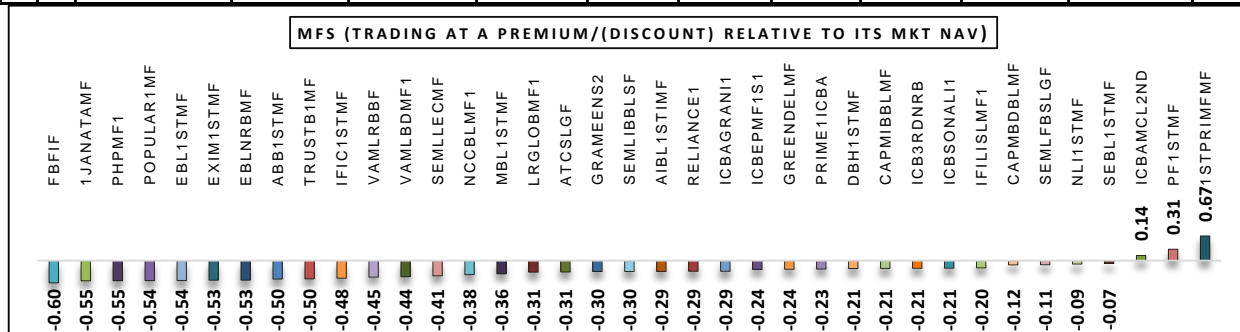 MFS (TRADING AT A PREMIUM/(DISCOUNT) RELATIVE TO ITS MKT NAV)
FBFIF
1JANATAMF
PHPMF1
POPULAR1MF
EBL1STMF
EXIM1STMF
EBLNRBMF
ABB1STMF
TRUSTB1MF
IFIC1STMF
VAMLRBBF
VAMLBDMF1
SEMLLECMF
NCCBLMF1
MBL1STMF
LRGLOBMF1
ATCSLGF
GRAMEENS2
SEMLIBBLSF
AIBL1STIMF
RELIANCE1
ICBAGRANI1
ICBEPMF1S1
GREENDELMF
PRIME1ICBA
DBH1STMF
CAPMIBBLMF
ICB3RDNRB
ICBSONALI1
IFILISLMF1
CAPMBDBLMF
SEMLFBSLGF
NLI1STMF
SEBL1STMF
ICBAMCL2ND
PF1STMF
1STPRIMFMF
-0.60
-0.55
-0.55
-0.54
-0.54
-0.53
-0.53
-0.50
-0.50
-0.48
-0.45
-0.44
-0.41
-0.38
-0.36
-0.31
-0.31
-0.30
-0.30
-0.29
-0.29
-0.29
-0.24
-0.24
-0.23
-0.21
-0.21
-0.21
-0.21
-0.20
-0.12
-0.11
-0.09
-0.07
0.14
0.31
0.67